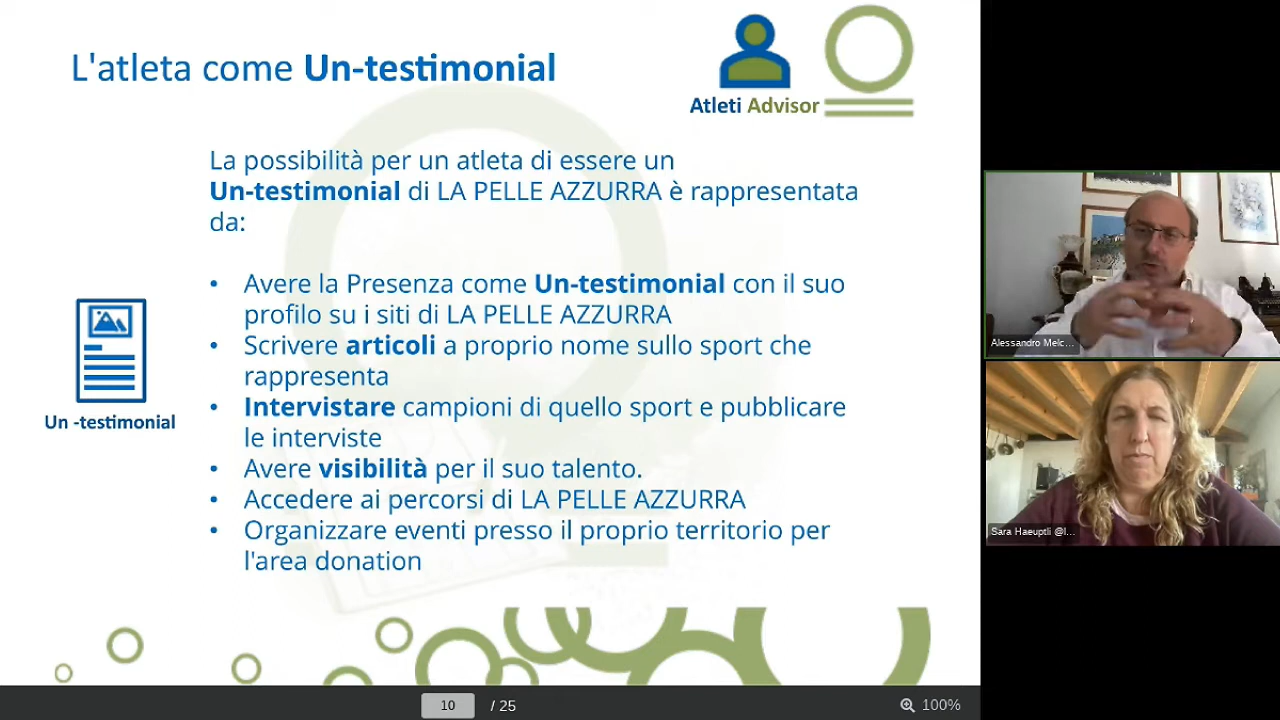 L'atleta come Un-testimonial
Atleti Advisor
La possibilità per un atleta di essere un
Un-testimonial di LA PELLE AZZURRA è rappresentata
da:
• Avere la Presenza come Un-testimonial con il suo
profilo su i siti di LA PELLE AZZURRA
• Scrivere articoli a proprio nome sullo sport che
rappresenta
• Intervistare campioni di quello sport e pubblicare
le interviste
• Avere visibilità per il suo talento.
• Accedere ai percorsi di LA PELLE AZZURRA
• Organizzare eventi presso il proprio territorio per
l'area donation
Un -testimonial
Alessandro Melc...
Sara Haeuptli @l...
10 / 25
100%